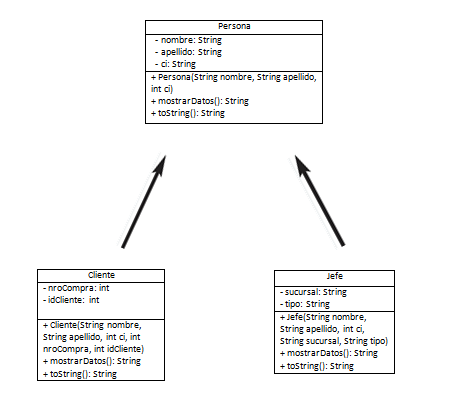 Persona
- nombre: String
- apellido: String
- ci: String
+ Persona(String nombre, String apellido,
int ci)
+ mostrarDatos(): String
+ toString(): String
Cliente
- nroCompra: int
- idCliente: int
+ Cliente(String nombre,
String apellido, int ci, int
nroCompra, int idCliente)
+ mostrarDatos(): String
+ toString(): String
Jefe
- sucursal: String
- tipo: String
+ Jefe(String nombre,
String apellido, int ci,
String sucursal, String tipo)
+ mostrarDatos(): String
+ toString(): String